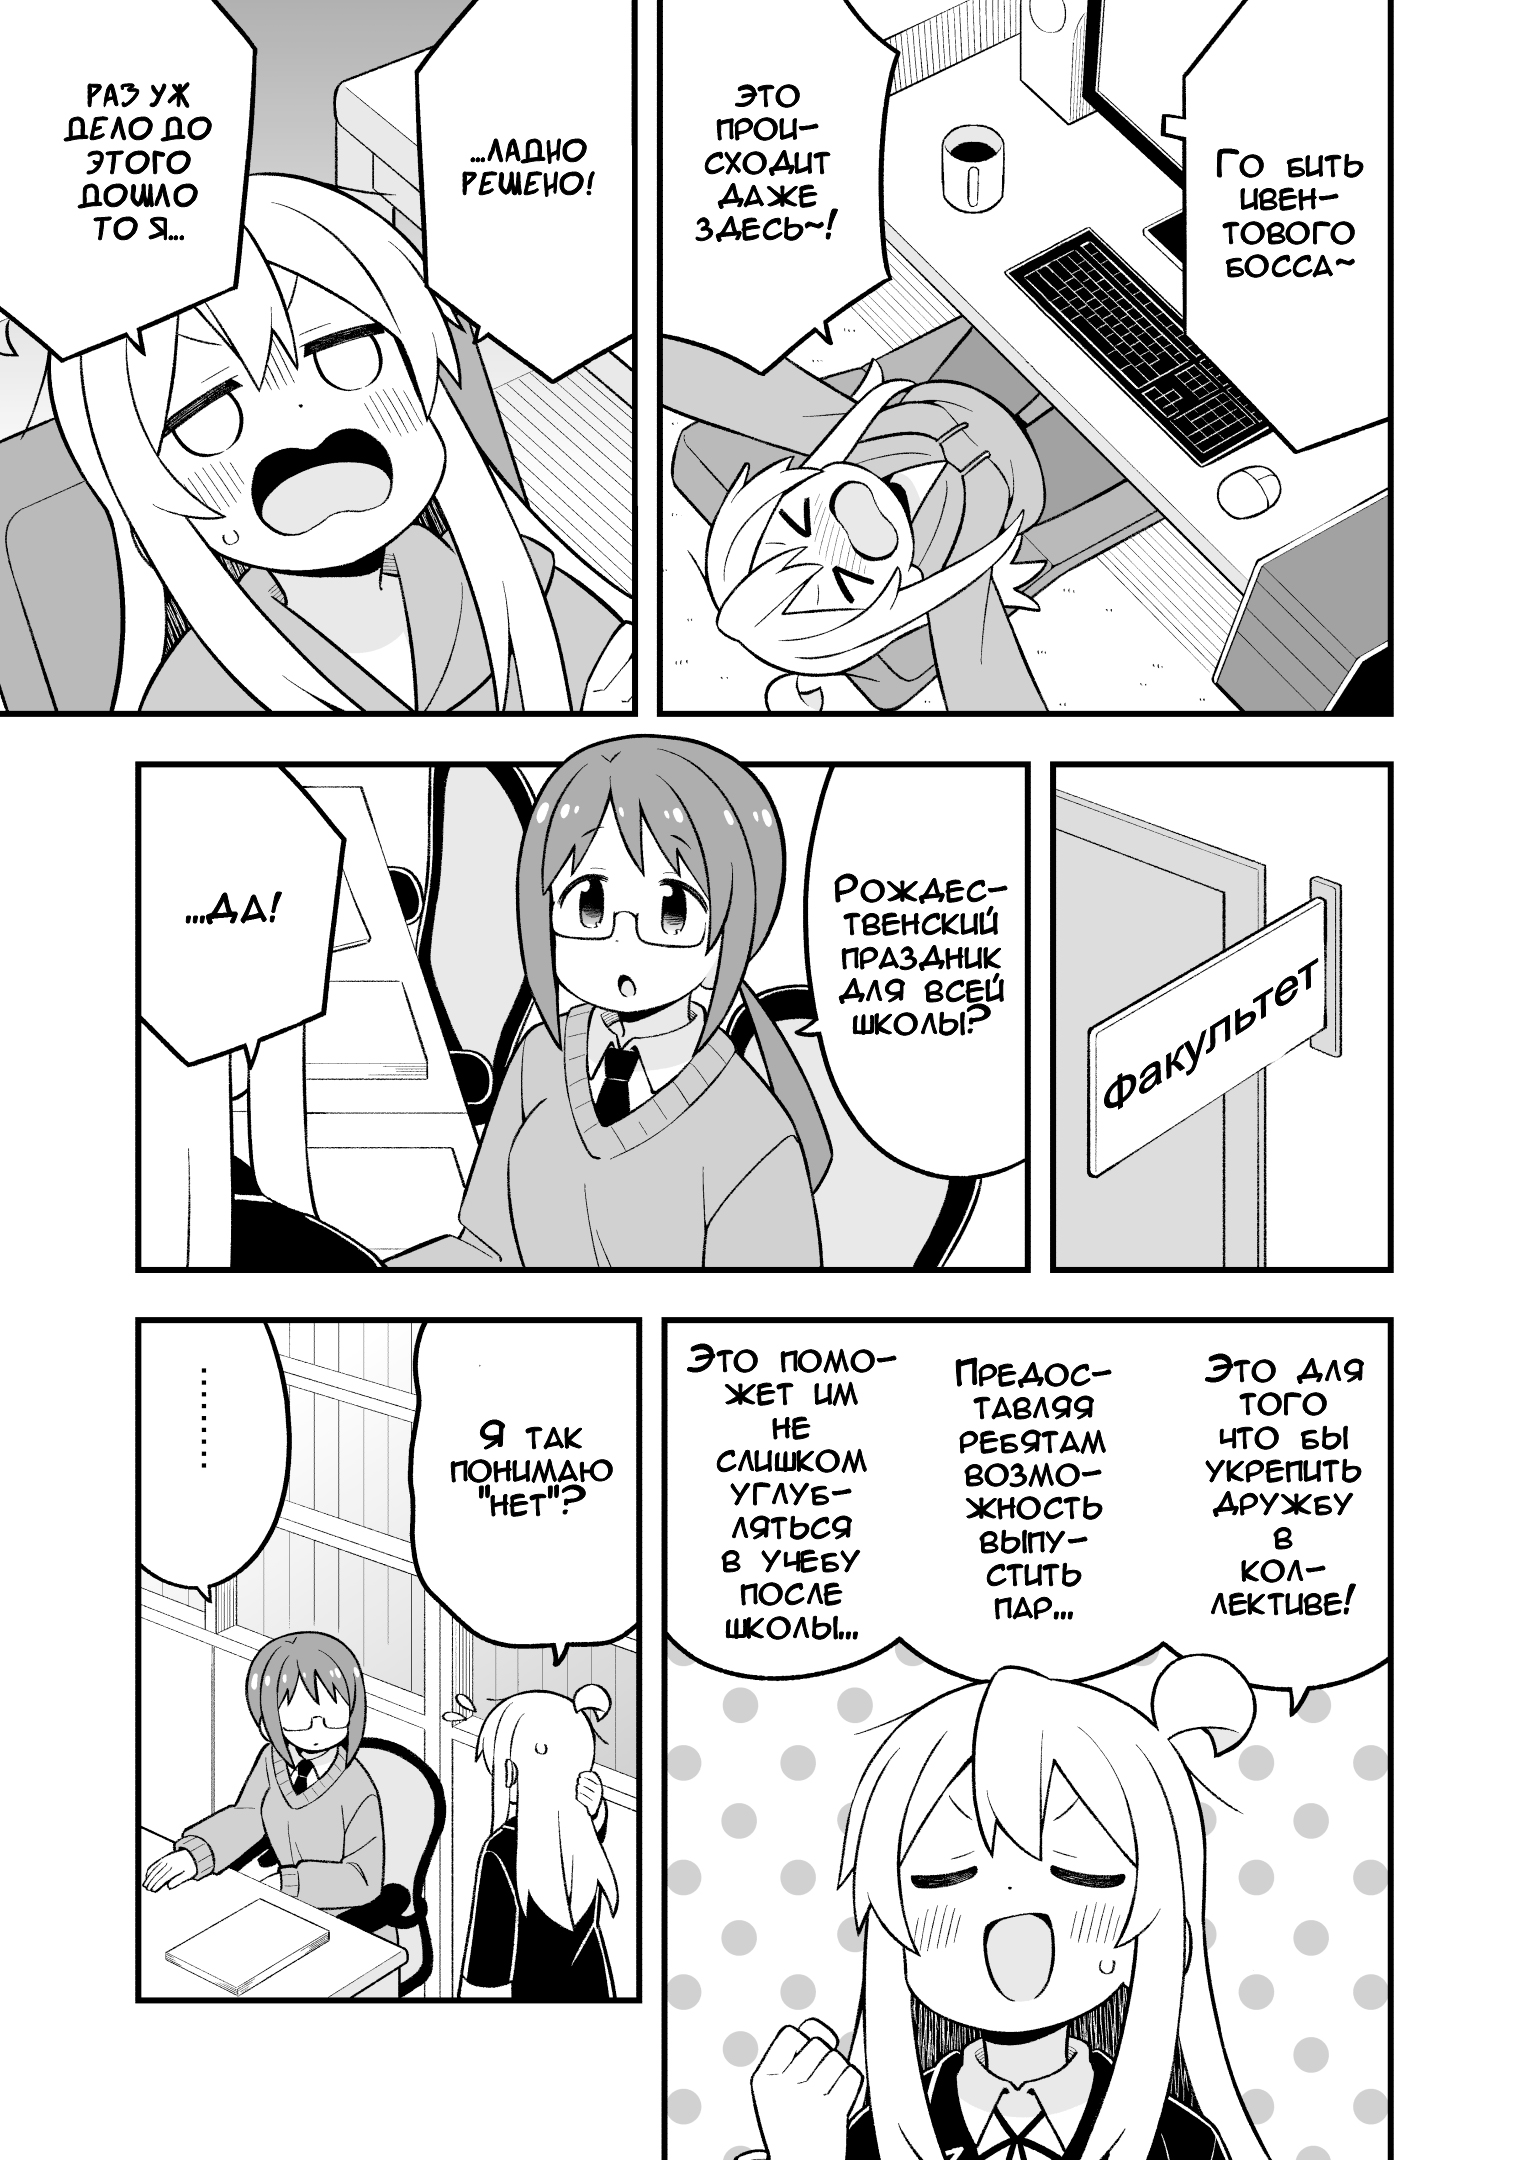 Го бить
ивен-
тового
босса~
это
прои-
сходит
даже
здесь~!
...ладно
решено!
раз уж
дело до
этого
дошло
то я...
Факультет
Рождес-
твенский
праздник
для всей
школы?
...да!
Это для
того
что бы
укрепить
дружбу
в
кол-
лективе!
Предос-
тавляя
ребятам
возмо-
жность
выпу-
стить
пар...
Это помо-
жет им
не
слишком
углуб-
ляться
в учебу
после
школы...
Я так
понимаю
"нет"?
.........